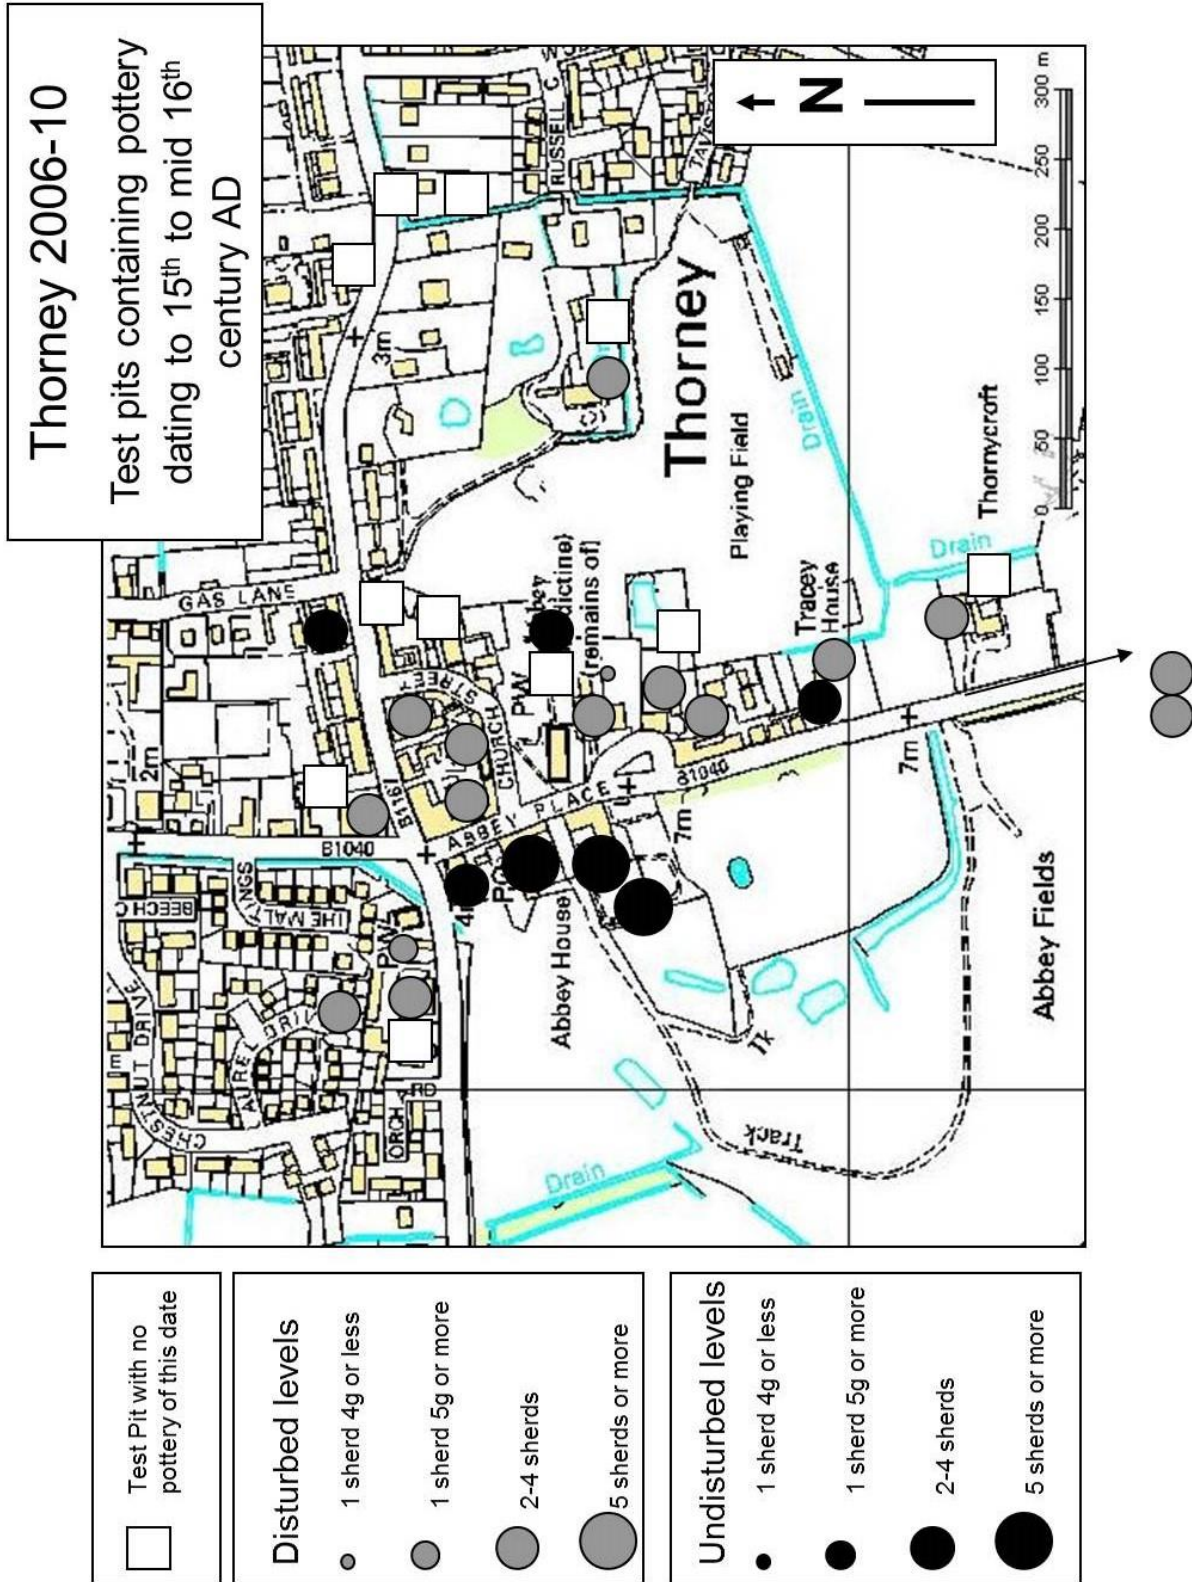 Thorney 2006-10
Test pits containing pottery
dating to 15th to mid 16th
century AD
N
0 50 100 150 200 250 300 m
GAS LANE
2m
B1040
B1161
3m
RUSSELL C
BEECH C
THE MAL
CHESTNUT DRIVE
ORCH
RD
STREET
CHURCH
PW
ABBEY PLACE
(remains of)
Thorney
Playing Field
Drain
Tracey
House
Drain
Thornycroft
B1040
7m
7m
Abbey House
Abbey Fields
Tk
Track
Drain
Test Pit with no
pottery of this date
Disturbed levels
1 sherd 4g or less
1 sherd 5g or more
2-4 sherds
5 sherds or more
Undisturbed levels
1 sherd 4g or less
1 sherd 5g or more
2-4 sherds
5 sherds or more